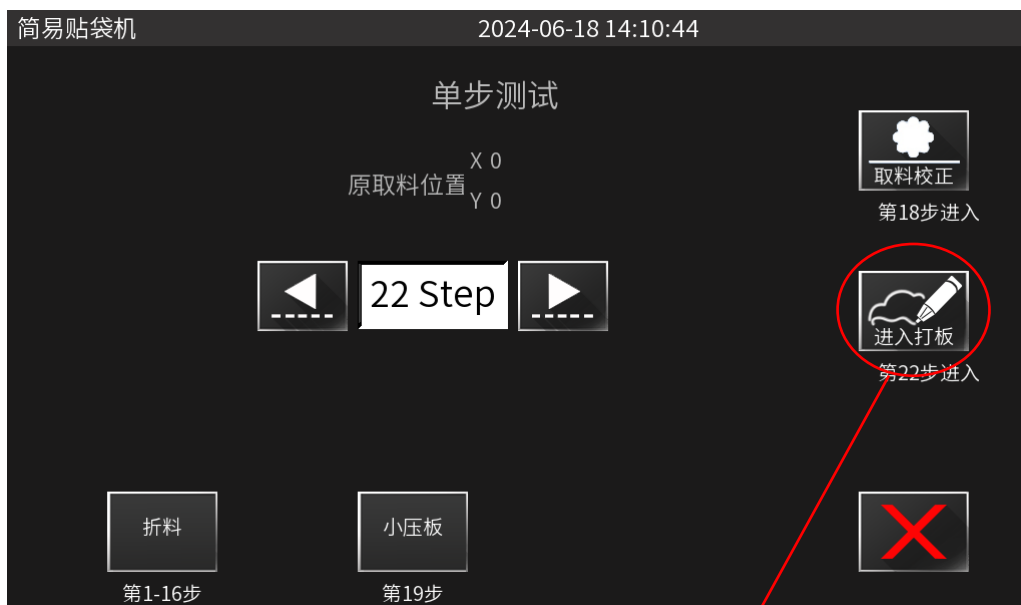 简易贴袋机
2024-06-18 14:10:44
单步测试
原取料位置
X 0
Y 0
取料校正
第18步进入
22 Step
进入打板
第22步进入
折料
小压板
第1-16步
第19步